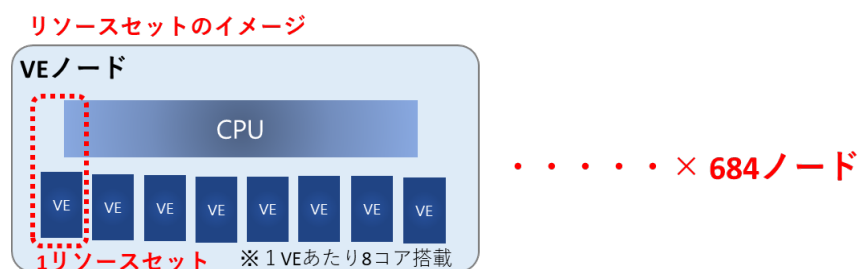 リソースセットのイメージ
VEノード
CPU
・・・・・× 684ノード
VE VE VE VE VE VE VE VE
1リソースセット ※1VEあたり8コア搭載